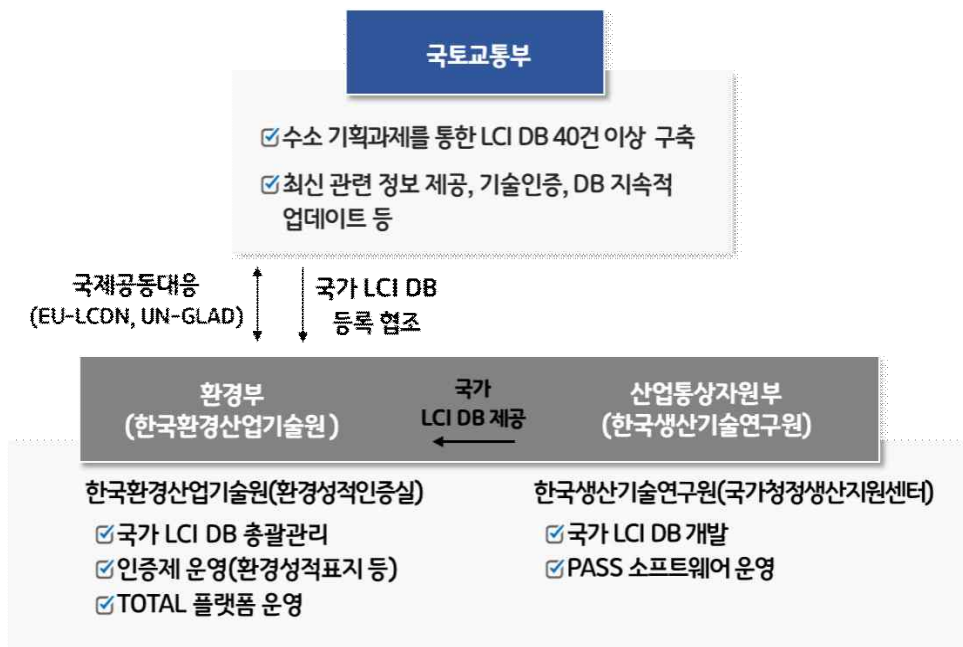 국토교통부
수소 기획과제를 통한 LCI DB 40건 이상 구축
최신 관련 정보 제공, 기술인증, DB 지속적
업데이트 등
국제공동대응
(EU-LCDN, UN-GLAD)
국가 LCI DB
등록 협조
환경부
(한국환경산업기술원)
국가
LCI DB 제공
산업통상자원부
(한국생산기술연구원)
한국환경산업기술원(환경성적인증실)
국가 LCI DB 총괄관리
인증제 운영(환경성적표지 등)
TOTAL 플랫폼 운영
한국생산기술연구원(국가청정생산지원센터)
국가 LCI DB 개발
PASS 소프트웨어 운영